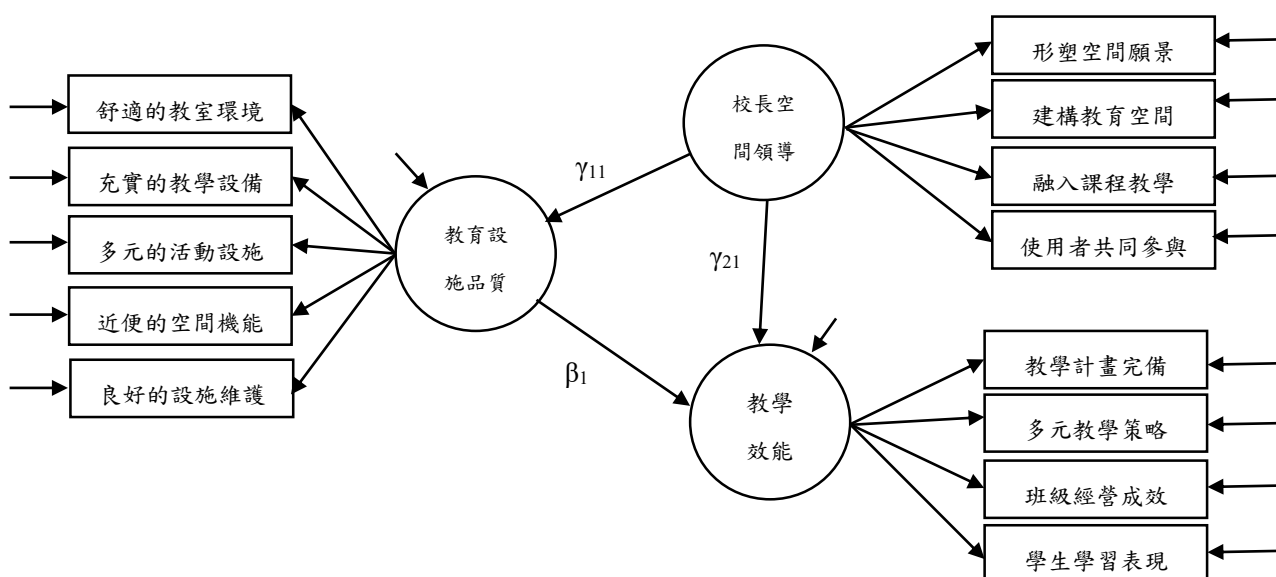 舒適的教室環境
充實的教學設備
多元的活動設施
近便的空間機能
良好的設施維護
教育設
施品質
γ11
β1
γ21
校長空
間領導
形塑空間願景
建構教育空間
融入課程教學
使用者共同參與
教學
效能
教學計畫完備
多元教學策略
班級經營成效
學生學習表現